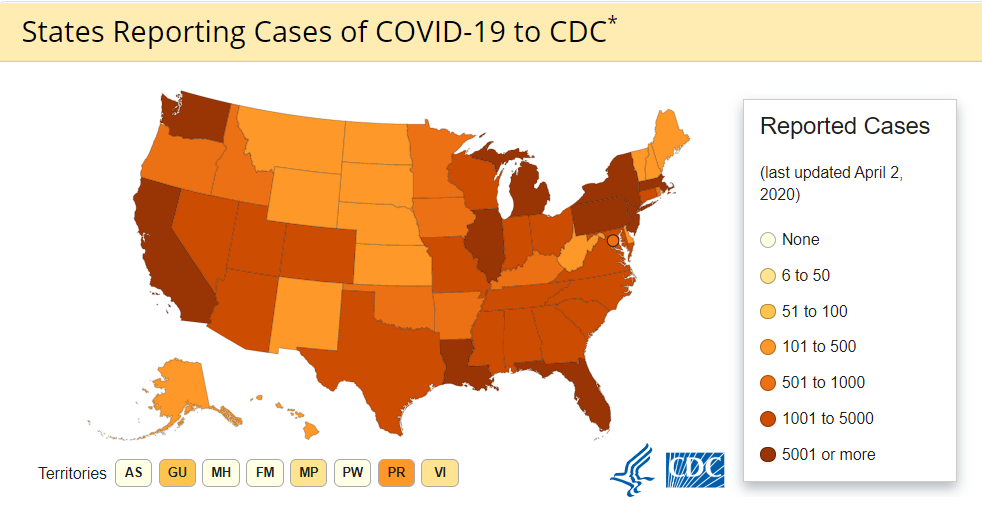 States Reporting Cases of COVID-19 to CDC*
Reported Cases
(last updated April 2,
2020)
None
6 to 50
51 to 100
101 to 500
501 to 1000
1001 to 5000
5001 or more
Territories AS GU MH FM MP PW PR VI
CDC